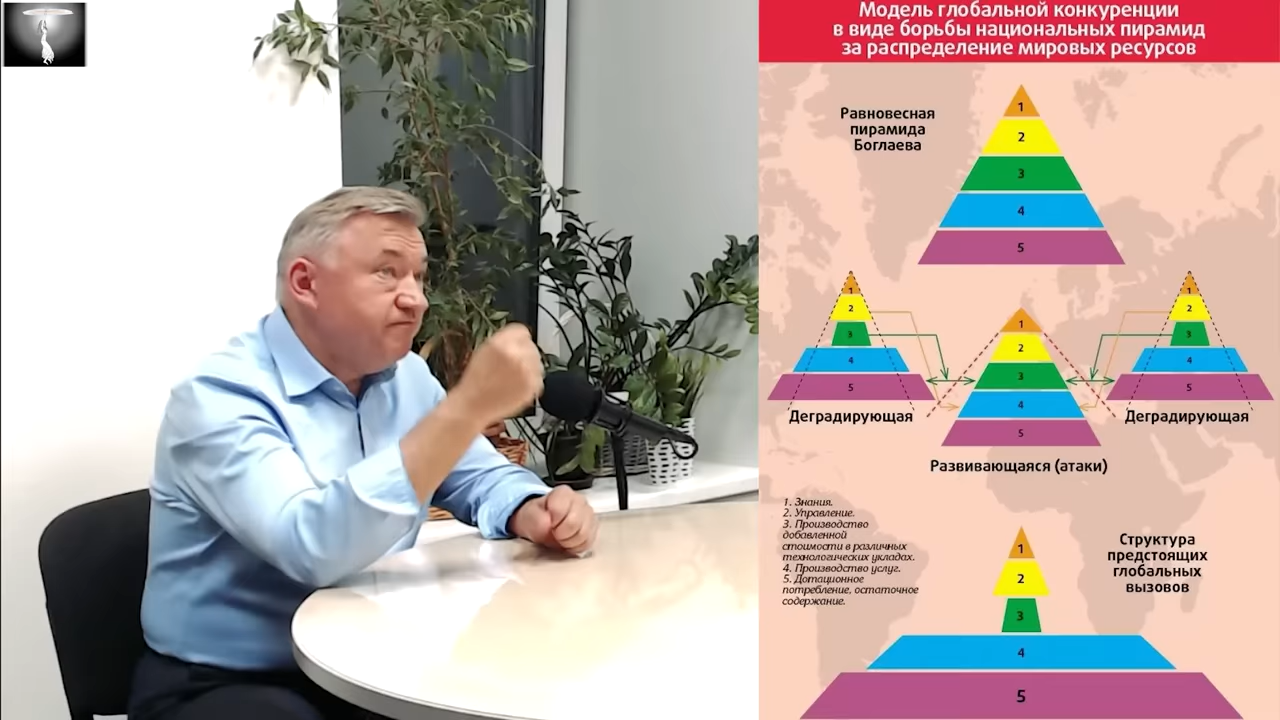 Модель глобальной конкуренции
в виде борьбы национальных пирамид
за распределение мировых ресурсов
Равновесная
пирамида
Боглаева
1
2
3
4
5
1
2
3
4
5
Деградирующая
1
2
3
4
5
Развивающаяся (атаки)
1
2
3
4
5
Деградирующая
1. Знания.
2. Управление.
3. Производство
добавленной
стоимости в различных
технологических укладах.
4. Производство услуг.
5. Дотационное
потребление, остаточное
содержание.
1
2
3
4
5
Структура
предстоящих
глобальных
вызовов